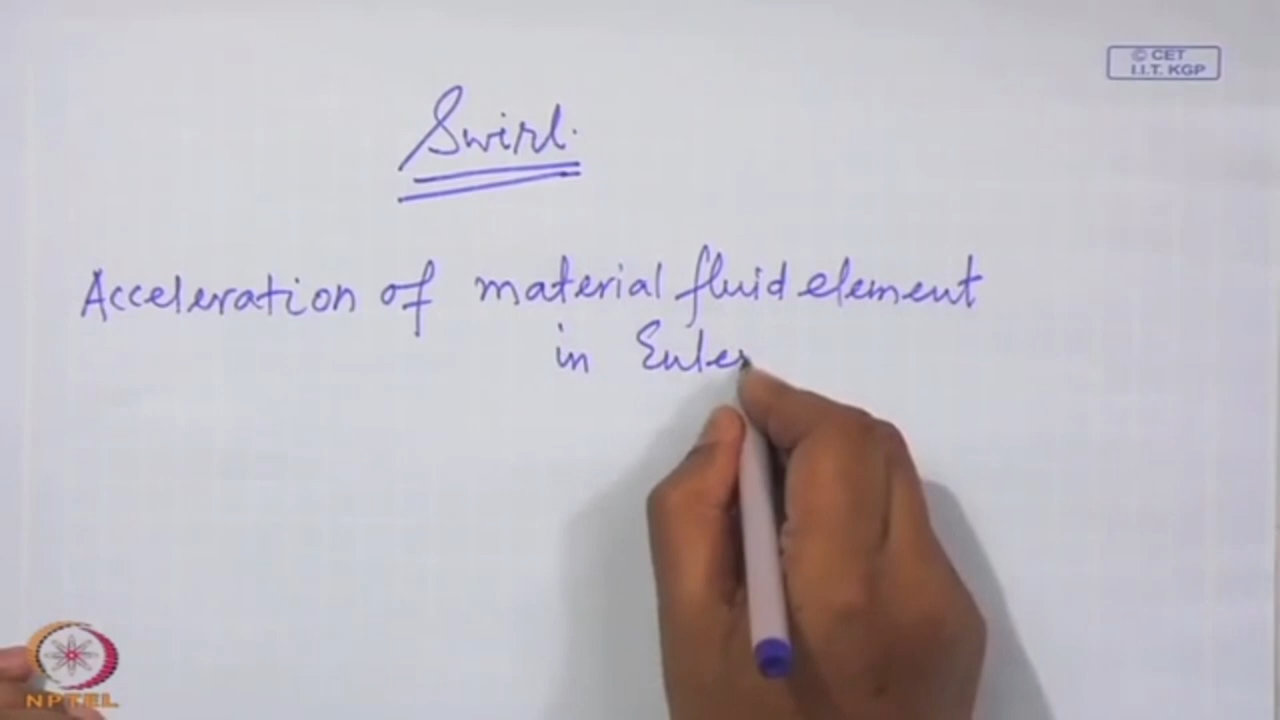 © CET
I.I.T. KGP
Swirl.
Acceleration of material fluid element
in Euler
NPTEL